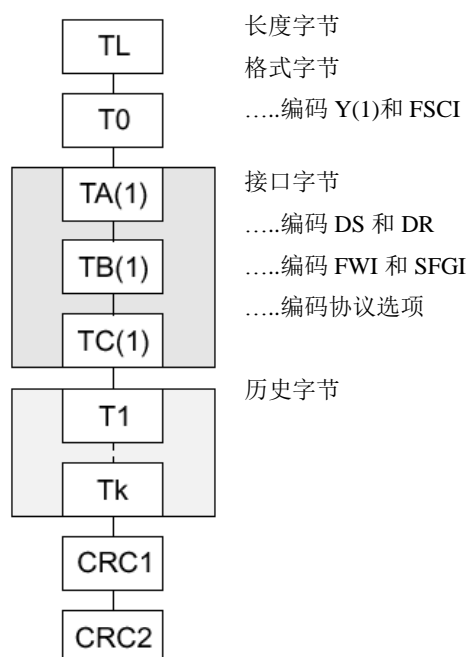 TL
长度字节
格式字节
T0
…..编码 Y(1)和 FSCI
TA(1)
接口字节
…..编码 DS 和 DR
TB(1)
…..编码 FWI 和 SFGI
TC(1)
…..编码协议选项
T1
历史字节
Tk
CRC1
CRC2